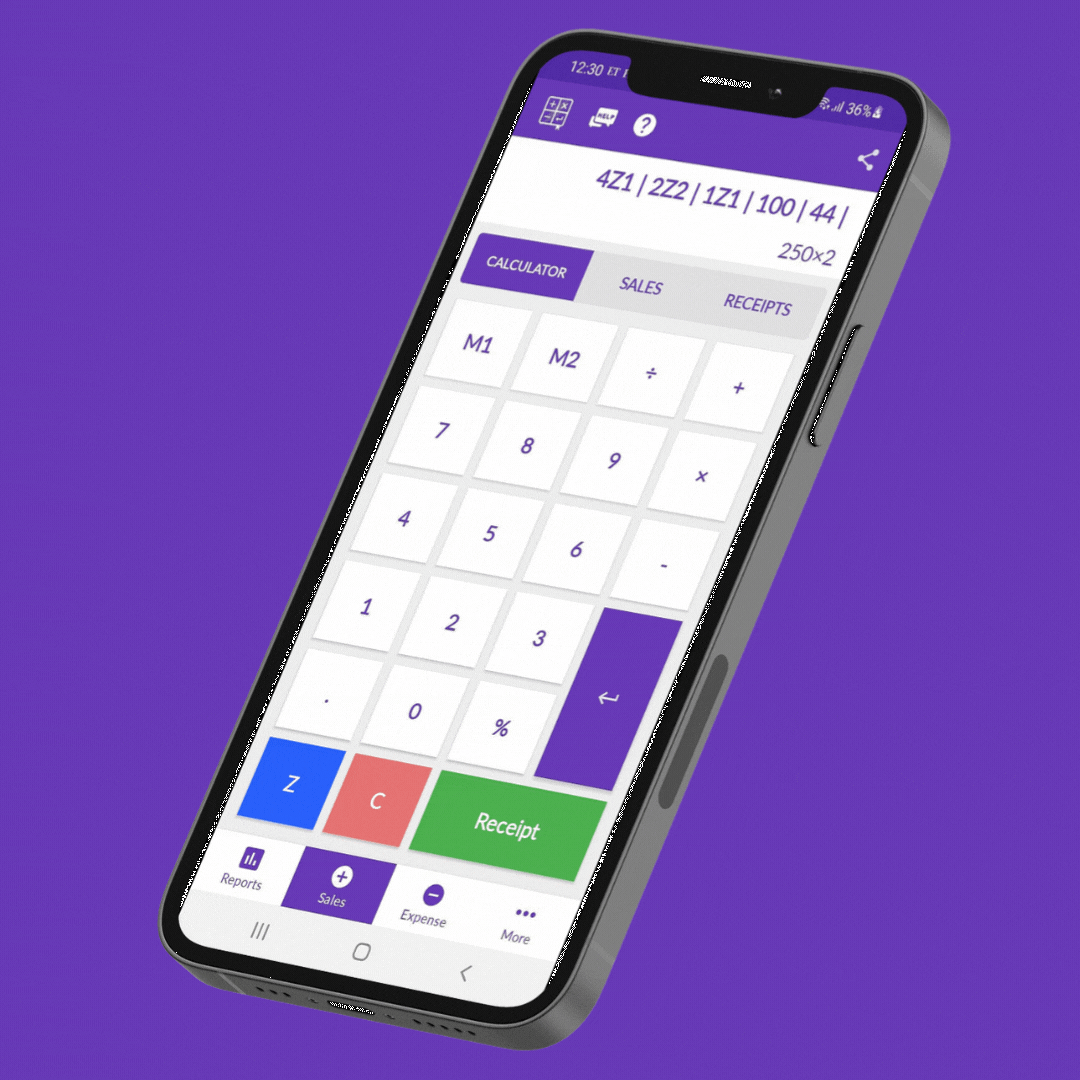 12:30 ET
36%
HELP
?
4Z1 | 2Z2 | 1Z1 | 100 | 44 |
250×2
CALCULATOR SALES RECEIPTS
M1 M2 ÷ +
7 8 9 ×
4 5 6 -
1 2 3
. 0 %
Z C Receipt
Reports Sales Expense More